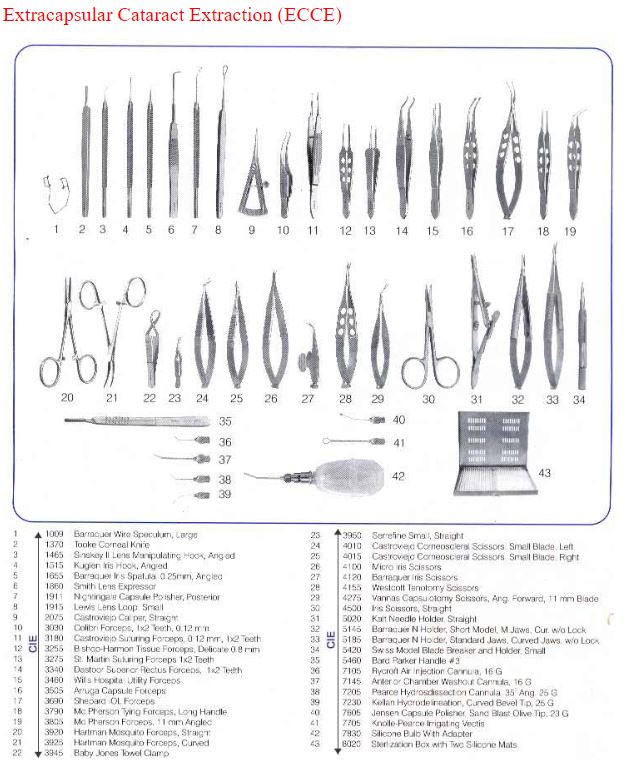 Extracapsular Cataract Extraction (ECCE)
1 2 3 4 5 6 7 8 9 10 11 12 13 14 15 16 17 18 19
20 21 22 23 24 25 26 27 28 29 30 31 32 33 34
35
36
37
38
39
40
41
42
43
CIE
1 1009 Barraquer Wire Speculum, Large
2 1370 Tooke Corneal Knife
3 1465 Sinskey II Lens Manipulating Hook, Angled
4 1515 Kuglen Iris Hook, Angled
5 1655 Barraquer Iris Spatula 0.25mm, Angled
6 1860 Smith Lens Expressor
7 1911 Nightingale Capsule Polisher, Posterior
8 1915 Lewis Lens Loop Small
9 2075 Castroviejo Caliper, Straight
10 3030 Colibri Forceps, 1x2 Teeth, 0.12 mm
11 3180 Castroviejo Suturing Forceps, 0.12 mm, 1x2 Teeth
12 3255 Bishop-Harmon Tissue Forceps, Delicate 0.8 mm
13 3275 St. Martin Suturing Forceps 1x2 Teeth
14 3340 Dastoor Superior Rectus Forceps, 1x2 Teeth
15 3460 Wills Hospital Utility Forceps
16 3505 Arruga Capsule Forceps
17 3690 Shepard IOL Forceps
18 3790 Mc Pherson Tying Forceps, Long Handle
19 3805 Mc Pherson Forceps, 11 mm Angled
20 3920 Hartman Mosquito Forceps, Straight
21 3925 Hartman Mosquito Forceps, Curved
22 3945 Baby Jones Towel Clamp
CIE
23 3950 Serrefine Small, Straight
24 4010 Castroviejo Corneoscleral Scissors Small Blade, Left
25 4015 Castroviejo Corneoscleral Scissors Small Blade, Right
26 4100 Micro Iris Scissors
27 4120 Barraquer Iris Scissors
28 4155 Westcott Tenotomy Scissors
29 4275 Vannas Capsulotomy Scissors, Ang. Forward, 11 mm Blade
30 4500 Iris Scissors, Straight
31 5020 Kalt Needle Holder, Straight
32 5145 Barraquer N Holder, Short Model, M Jaws, Cur. w/o Lock
33 5185 Barraquer N Holder, Standard Jaws, Curved Jaws, w/o Lock
34 5420 Swiss Model Blade Breaker and Holder, Small
35 5460 Bard Parker Handle #3
26 7105 Rycroft Air Injection Cannula, 16 G
37 7145 Anterior Chamber Washout Cannula, 16 G
38 7205 Pearce Hydrosdissection Cannula, 35 Ang, 25 G
39 7230 Kellan Hydrodelineation, Curved Bevel Tip, 25 G
40 7605 Jensen Capsule Polisher, Sand Blast Olive Tip, 23 G
41 7705 Knolle-Pearce Irrigating Vectis
42 7830 Silicone Bulb With Adapter
43 8020 Sterilization Box with Two Silicone Mats